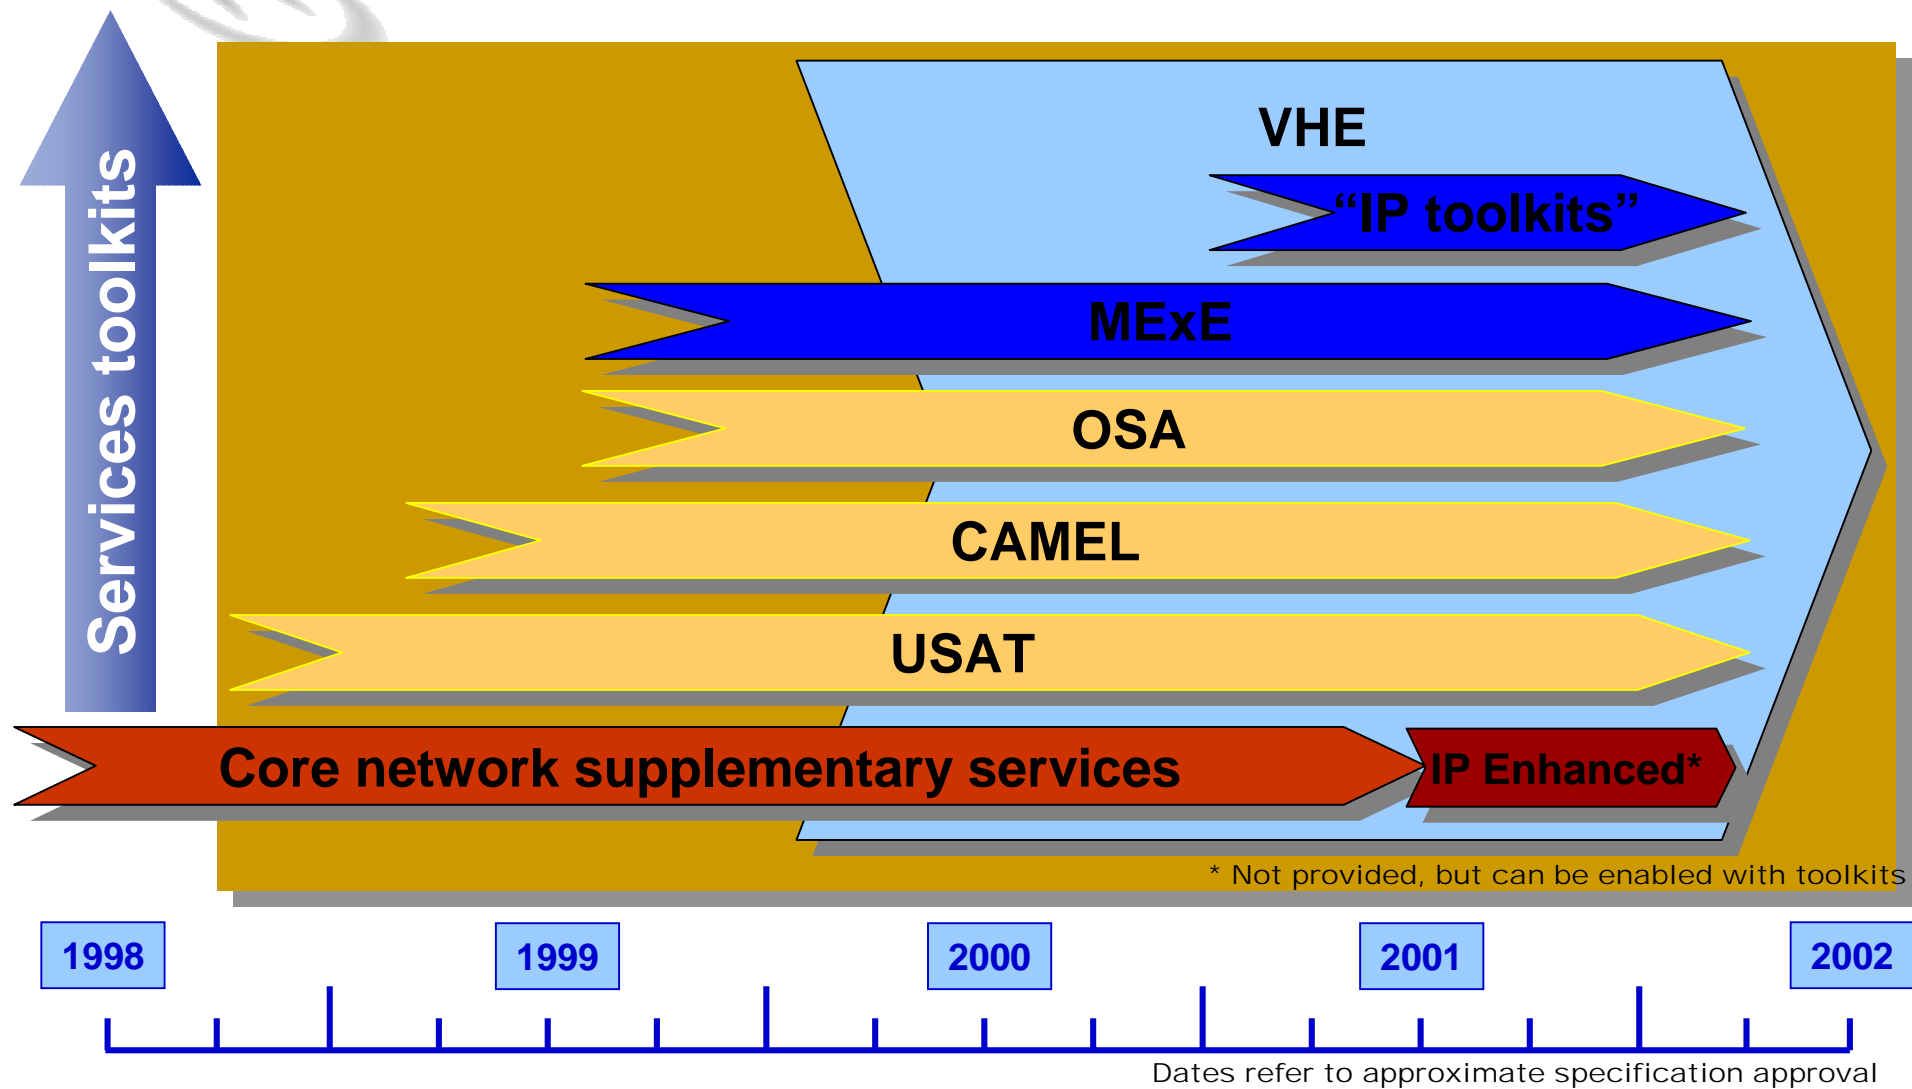 Services toolkits
VHE
“IP toolkits”
MExE
OSA
CAMEL
USAT
Core network supplementary services
IP Enhanced*
* Not provided, but can be enabled with toolkits
1998
1999
2000
2001
2002
Dates refer to approximate specification approval